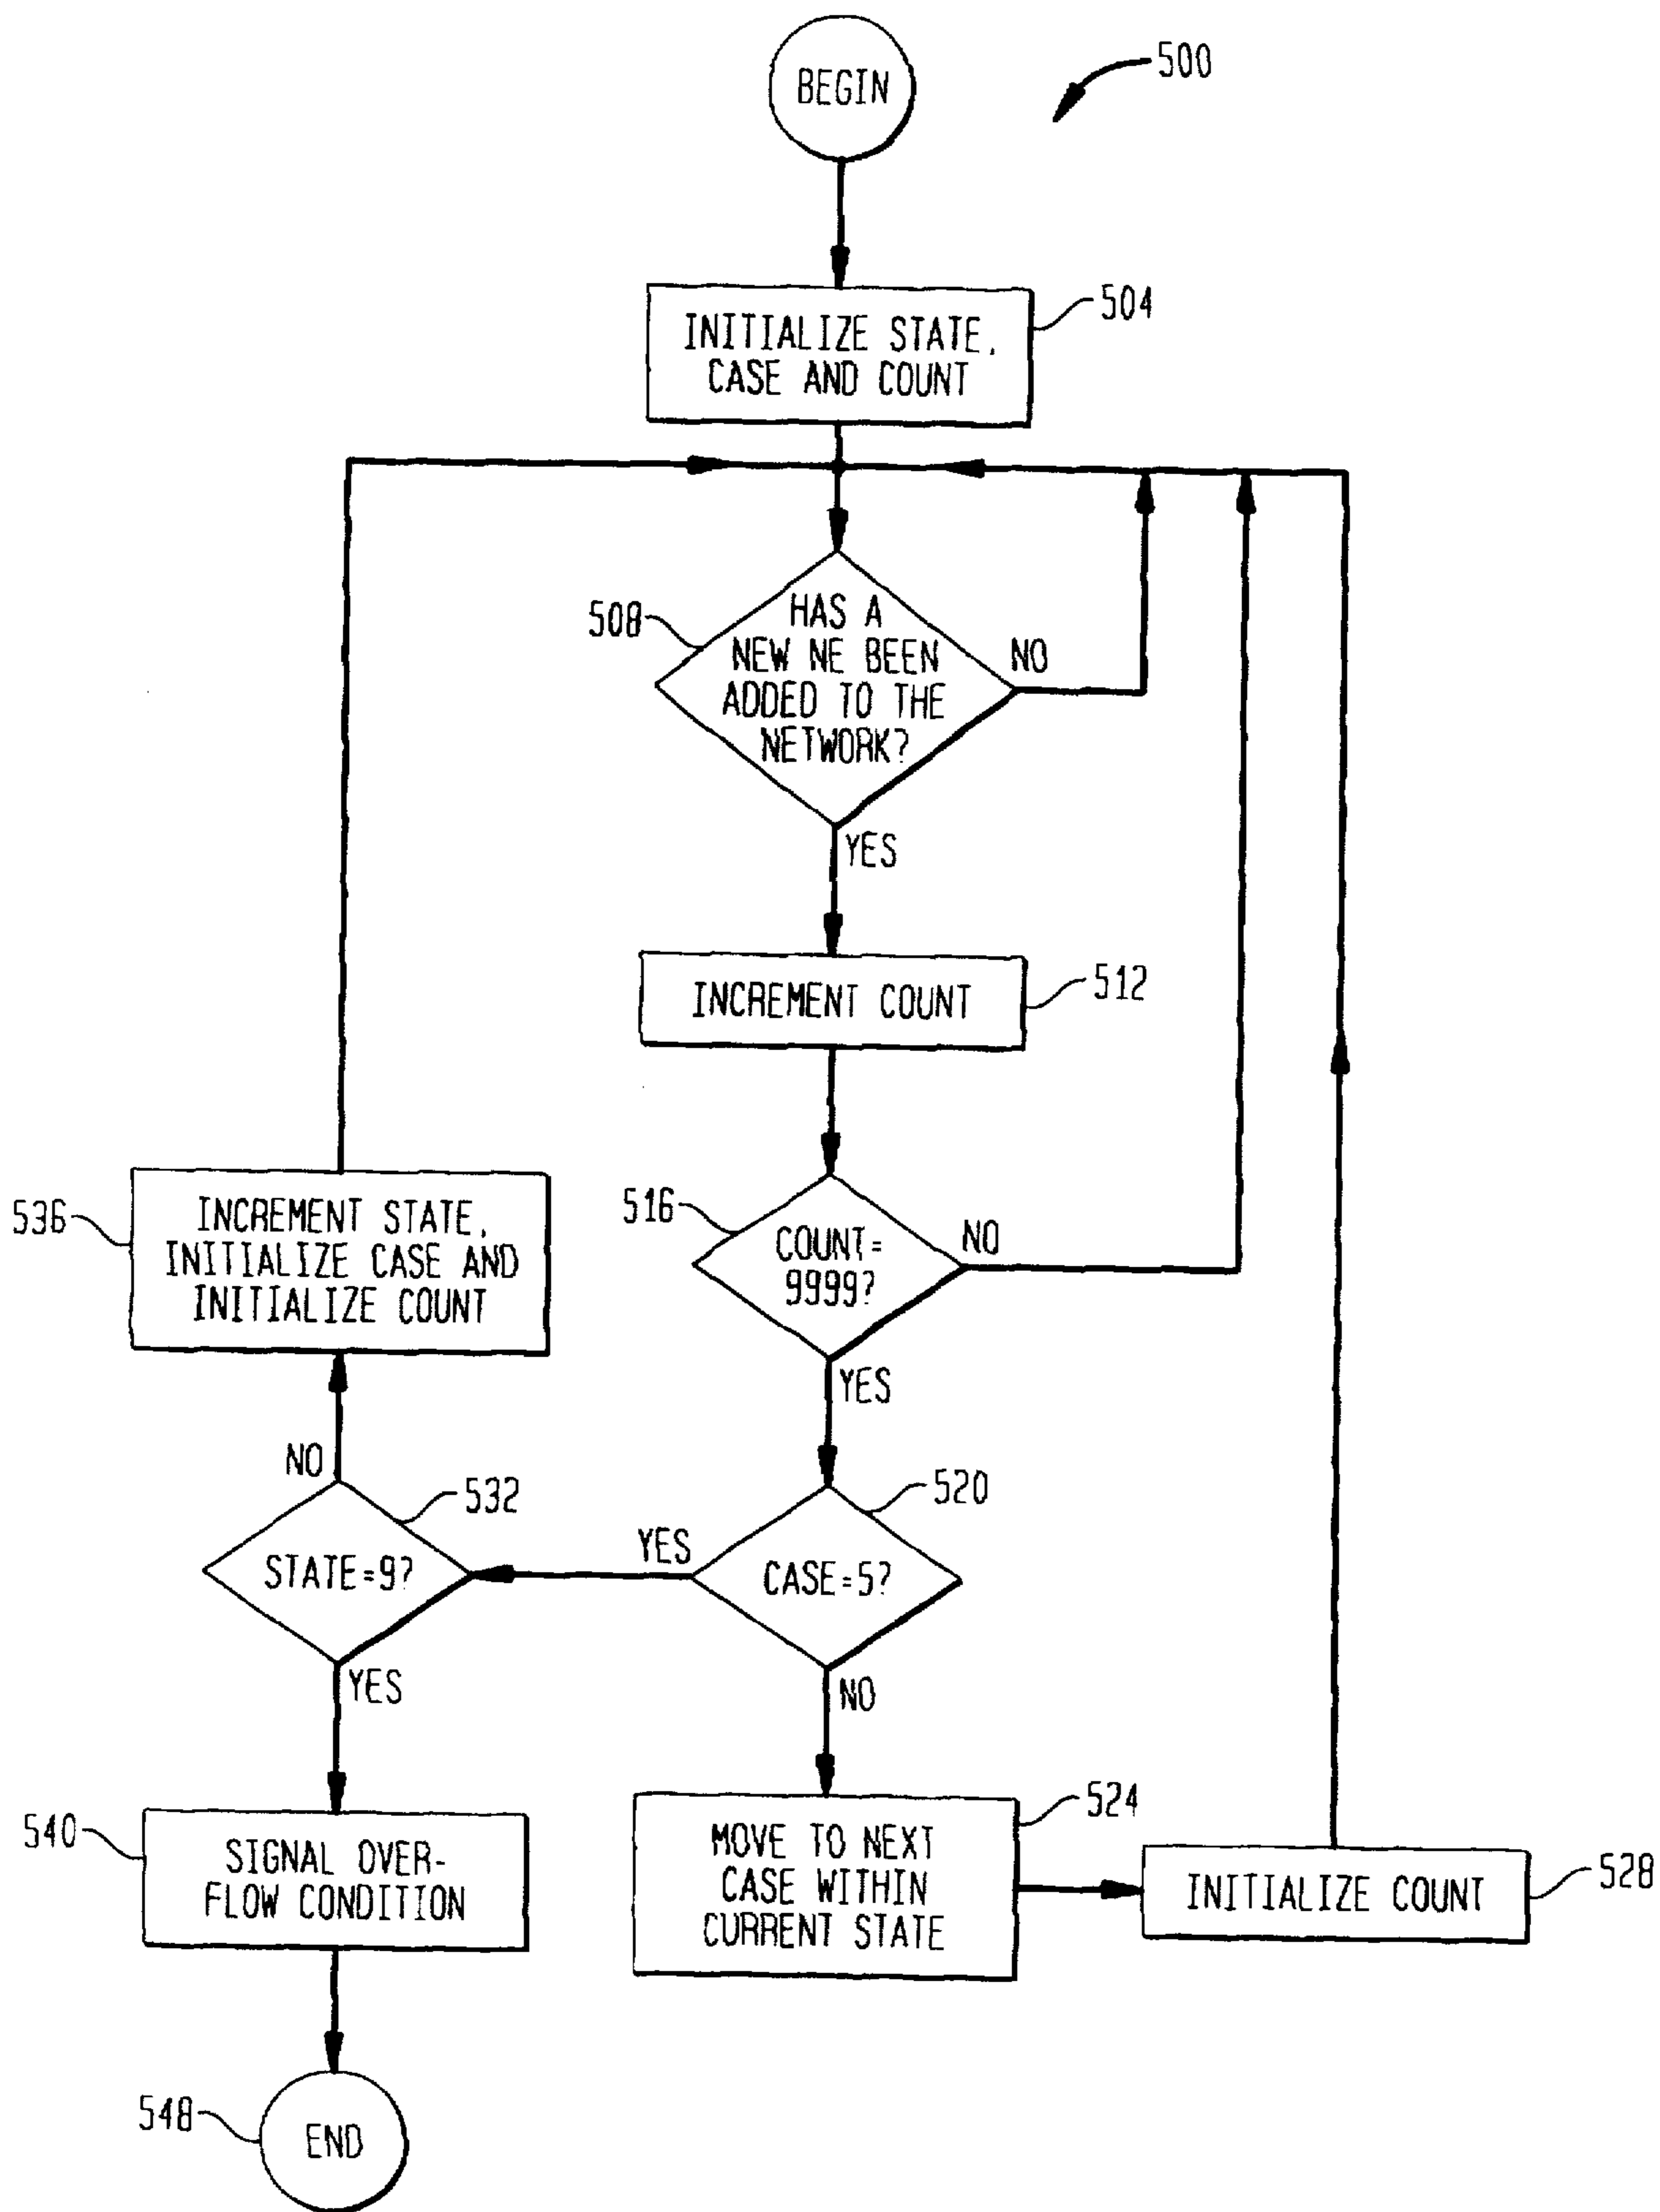 BEGIN
500
504
INITIALIZE STATE,
CASE AND COUNT
508
HAS A
NEW NE BEEN
ADDED TO THE
NETWORK?
NO
YES
512
INCREMENT COUNT
516
COUNT=
9999?
NO
YES
536
INCREMENT STATE,
INITIALIZE CASE AND
INITIALIZE COUNT
NO
532
STATE=9?
YES
520
CASE=5?
YES
NO
540
SIGNAL OVER-
FLOW CONDITION
524
MOVE TO NEXT
CASE WITHIN
CURRENT STATE
528
INITIALIZE COUNT
548
END